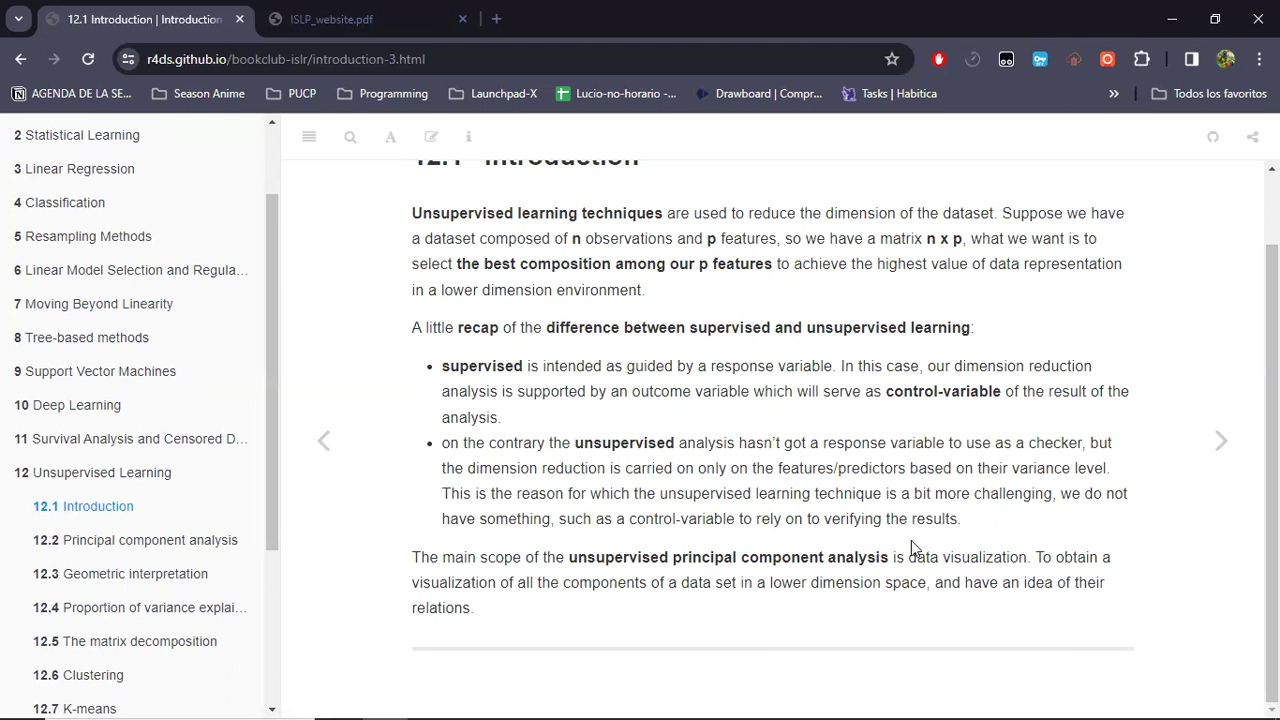 12.1 Introduction | Introduction
ISLP_website.pdf
r4ds.github.io/bookclub-islr/introduction-3.html
AGENDA DE LA SE...
Season Anime
PUCP
Programming
Launchpad-X
Lucio-no-horario -...
Drawboard | Compr...
Tasks | Habitica
»
Todos los favoritos
2 Statistical Learning
3 Linear Regression
4 Classification
5 Resampling Methods
6 Linear Model Selection and Regula...
7 Moving Beyond Linearity
8 Tree-based methods
9 Support Vector Machines
10 Deep Learning
11 Survival Analysis and Censored D...
12 Unsupervised Learning
12.1 Introduction
12.2 Principal component analysis
12.3 Geometric interpretation
12.4 Proportion of variance explai...
12.5 The matrix decomposition
12.6 Clustering
12.7 K-means
12.1 Introduction
Unsupervised learning techniques are used to reduce the dimension of the dataset. Suppose we have
a dataset composed of n observations and p features, so we have a matrix n x p, what we want is to
select the best composition among our p features to achieve the highest value of data representation
in a lower dimension environment.
A little recap of the difference between supervised and unsupervised learning:
• supervised is intended as guided by a response variable. In this case, our dimension reduction
analysis is supported by an outcome variable which will serve as control-variable of the result of the
analysis.
• on the contrary the unsupervised analysis hasn't got a response variable to use as a checker, but
the dimension reduction is carried on only on the features/predictors based on their variance level.
This is the reason for which the unsupervised learning technique is a bit more challenging, we do not
have something, such as a control-variable to rely on to verifying the results.
The main scope of the unsupervised principal component analysis is data visualization. To obtain a
visualization of all the components of a data set in a lower dimension space, and have an idea of their
relations.